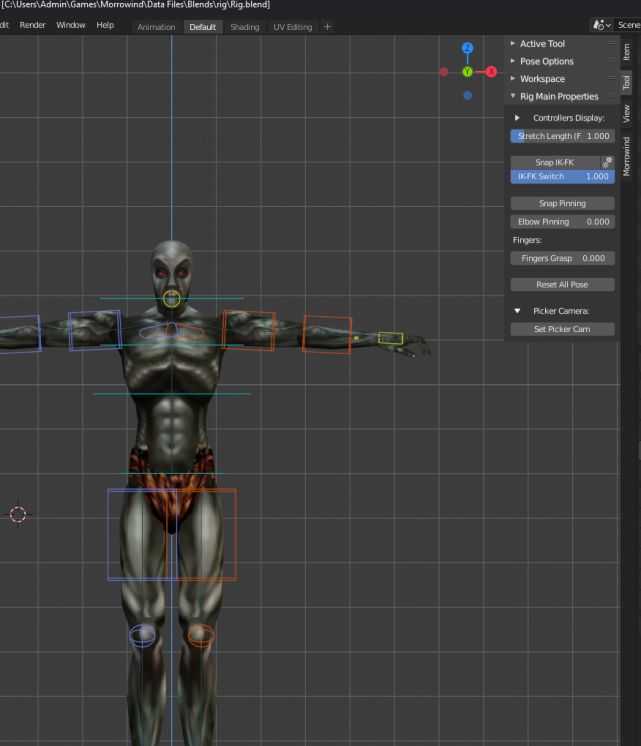 [C:\Users\Admin\Games\Morrowind\Data Files\Blends\rig\Rig.blend]
dit Render Window Help Animation Default Shading UV Editing + Scene
Z
Y X
Active Tool
Pose Options
Workspace
Rig Main Properties
Controllers Display:
Stretch Length (F 1.000
Snap IK-FK
IK-FK Switch 1.000
Snap Pinning
Elbow Pinning 0.000
Fingers:
Fingers Grasp 0.000
Reset All Pose
Picker Camera:
Set Picker Cam
Item
Tool
View
Morrowind